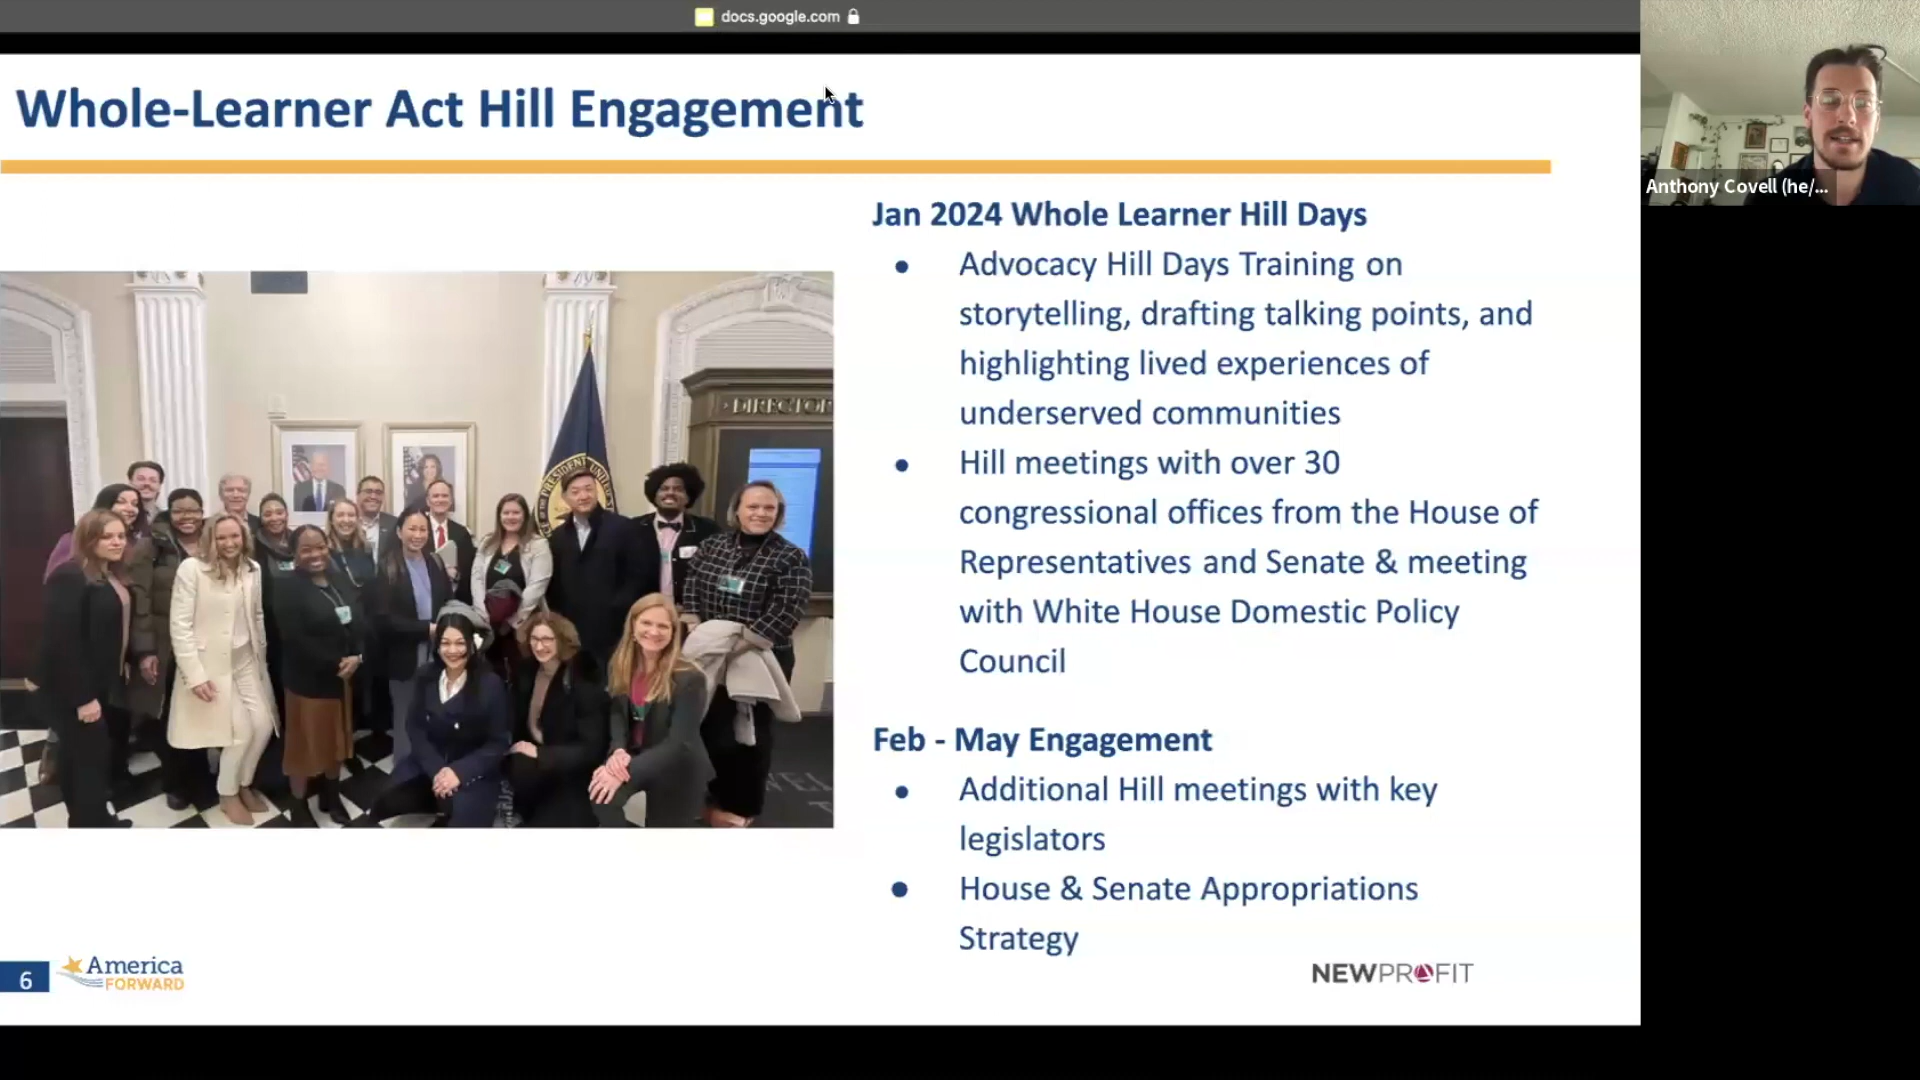 docs.google.com
Whole-Learner Act Hill Engagement
Anthony Covell (he/...
Jan 2024 Whole Learner Hill Days
● Advocacy Hill Days Training on
storytelling, drafting talking points, and
highlighting lived experiences of
underserved communities
● Hill meetings with over 30
congressional offices from the House of
Representatives and Senate & meeting
with White House Domestic Policy
Council
Feb - May Engagement
● Additional Hill meetings with key
legislators
● House & Senate Appropriations
Strategy
6
America
FORWARD
NEWPROFIT